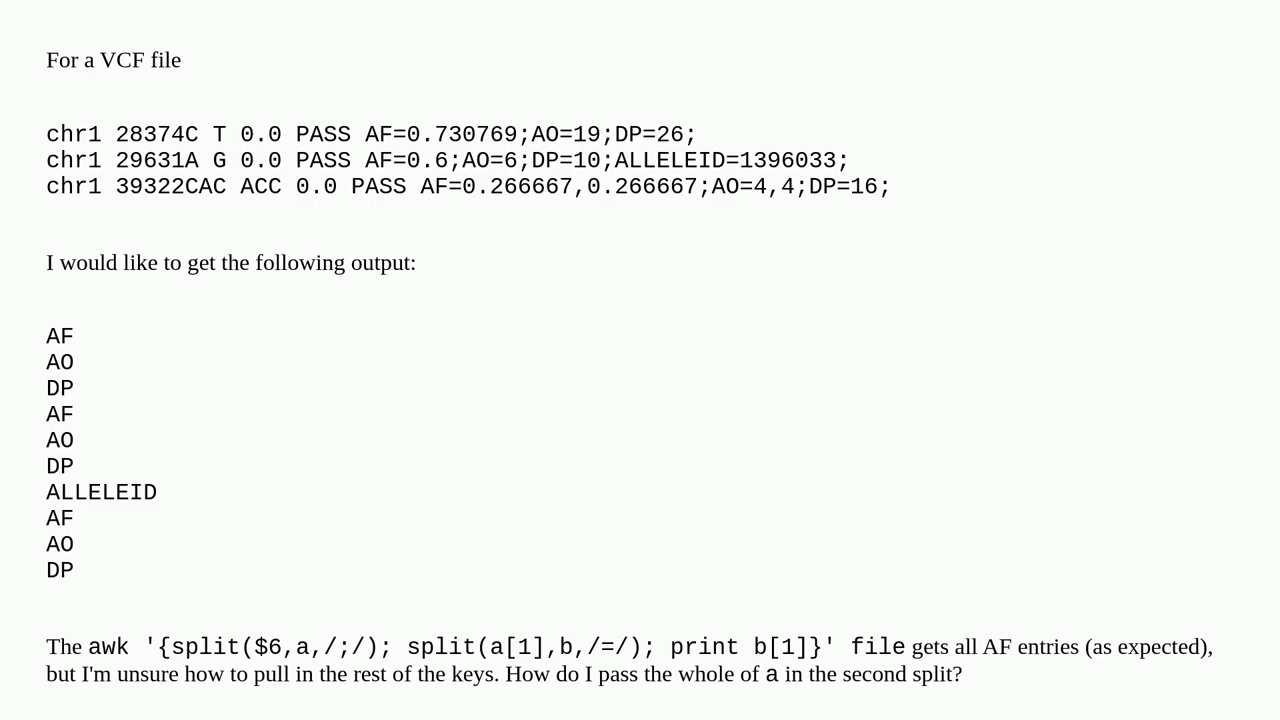 For a VCF file
chr1 28374C T 0.0 PASS AF=0.730769;AO=19;DP=26;
chr1 29631A G 0.0 PASS AF=0.6;AO=6;DP=10;ALLELEID=1396033;
chr1 39322CAC ACC 0.0 PASS AF=0.266667,0.266667;AO=4,4;DP=16;
I would like to get the following output:
AF
AO
DP
AF
AO
DP
ALLELEID
AF
AO
DP
The awk '{split($6,a,/;/); split(a[1],b,/=/); print b[1]}' file gets all AF entries (as expected),
but I'm unsure how to pull in the rest of the keys. How do I pass the whole of a in the second split?